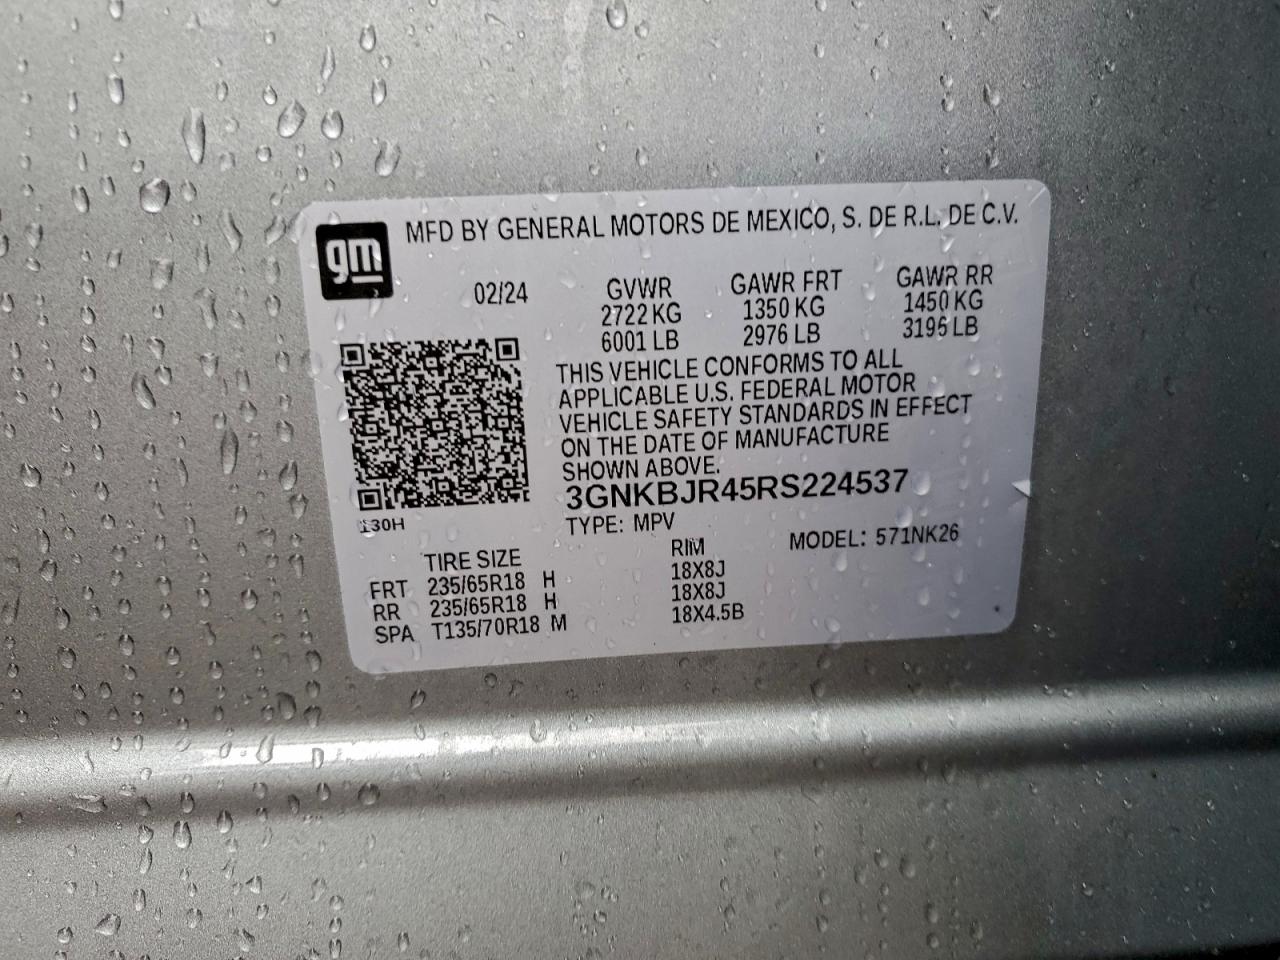 gm
MFD BY GENERAL MOTORS DE MEXICO, S. DE R.L. DE C.V.
02/24 GVWR GAWR FRT GAWR RR
2722 KG 1350 KG 1450 KG
6001 LB 2976 LB 3196 LB
THIS VEHICLE CONFORMS TO ALL
APPLICABLE U.S. FEDERAL MOTOR
VEHICLE SAFETY STANDARDS IN EFFECT
ON THE DATE OF MANUFACTURE
SHOWN ABOVE.
3GNKBJR45RS224537
130H
TYPE: MPV MODEL: 571NK26
TIRE SIZE RIM
FRT 235/65R18 H 18X8J
RR 235/65R18 H 18X8J
SPA T135/70R18 M 18X4.5B